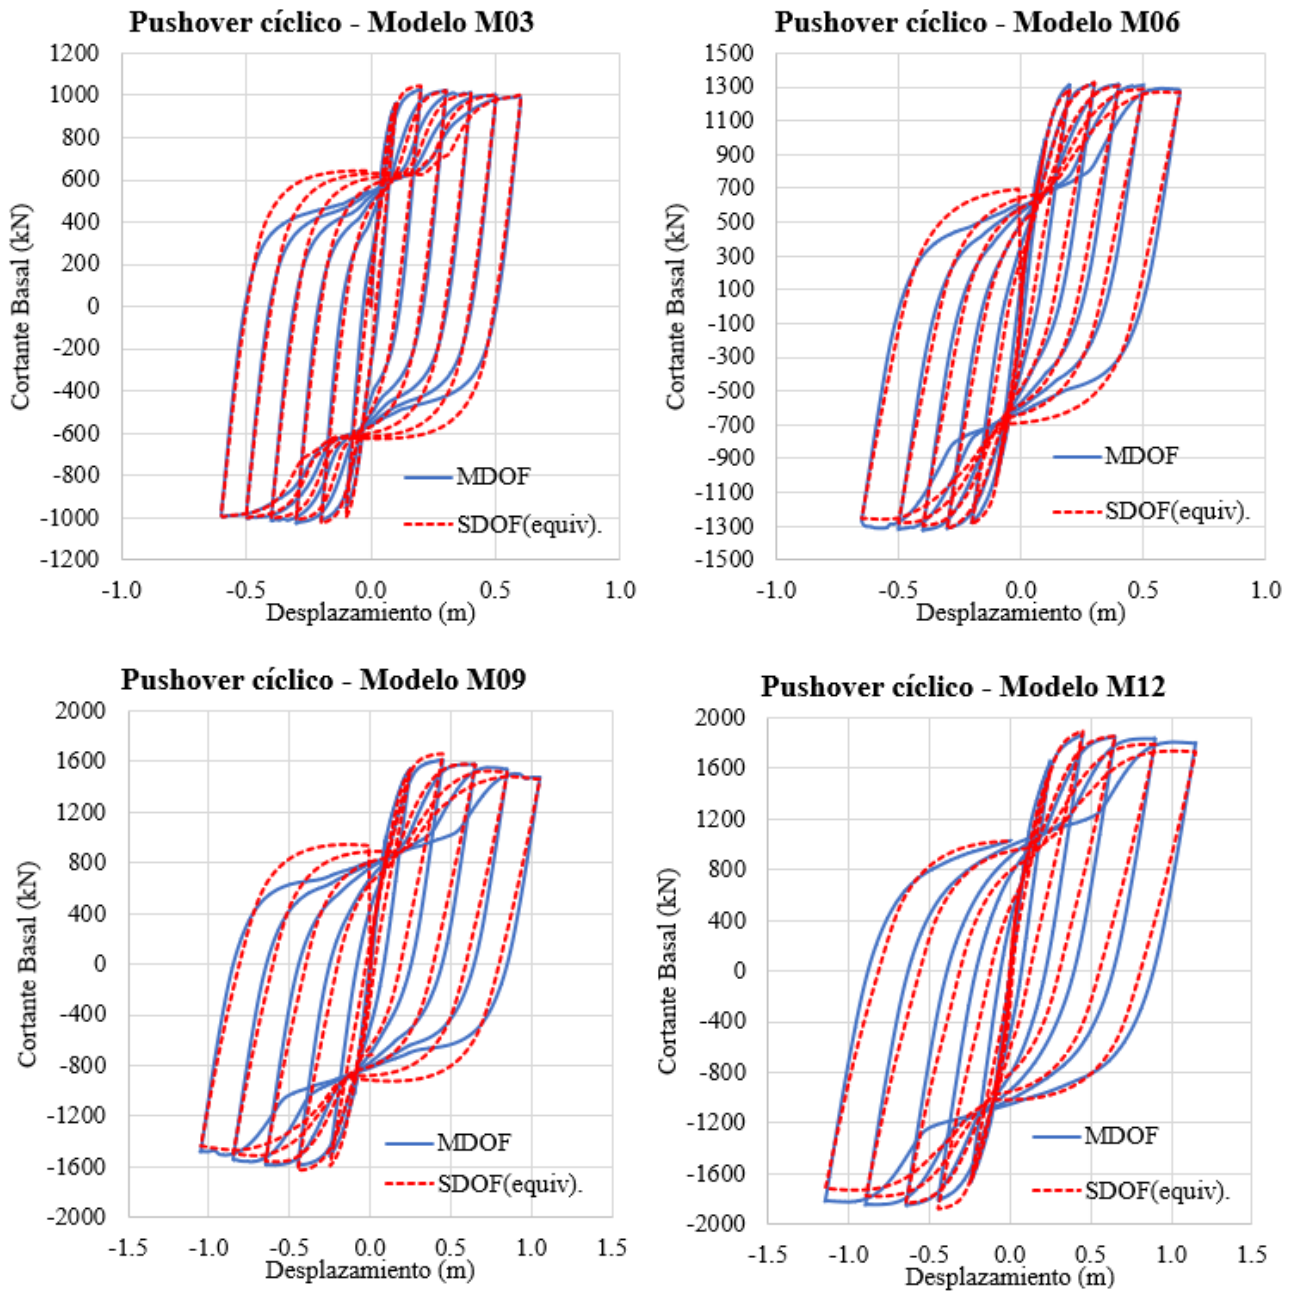 Pushover cíclico - Modelo M03
1200
1000
800
600
400
200
0
-200
-400
-600
-800
-1000
-1200
Cortante Basal (kN)
MDOF
SDOF(equiv).
-1.0 -0.5 0.0 0.5 1.0
Desplazamiento (m)
Pushover cíclico - Modelo M06
1500
1300
1100
900
700
500
300
100
-100
-300
-500
-700
-900
-1100
-1300
-1500
Cortante Basal (kN)
MDOF
SDOF(equiv).
-1.0 -0.5 0.0 0.5 1.0
Desplazamiento (m)
Pushover cíclico - Modelo M09
2000
1600
1200
800
400
0
-400
-800
-1200
-1600
-2000
Cortante Basal (kN)
MDOF
SDOF(equiv).
-1.5 -1.0 -0.5 0.0 0.5 1.0 1.5
Desplazamiento (m)
Pushover cíclico - Modelo M12
2000
1600
1200
800
400
0
-400
-800
-1200
-1600
-2000
Cortante Basal (kN)
MDOF
SDOF(equiv).
-1.5 -1.0 -0.5 0.0 0.5 1.0 1.5
Desplazamiento (m)